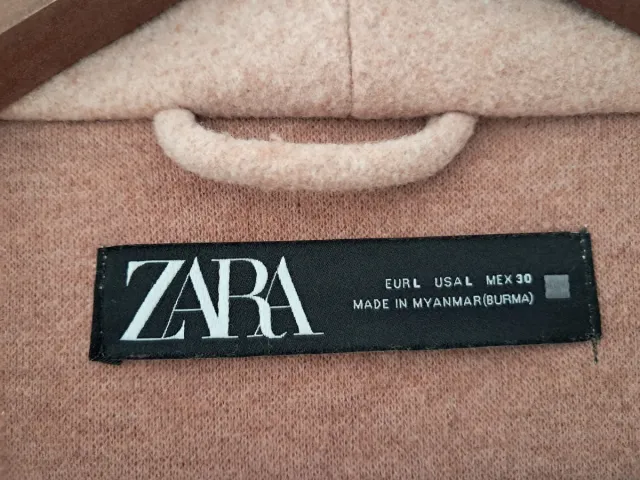 ZARA
EUR L USA L MEX 30
MADE IN MYANMAR(BURMA)